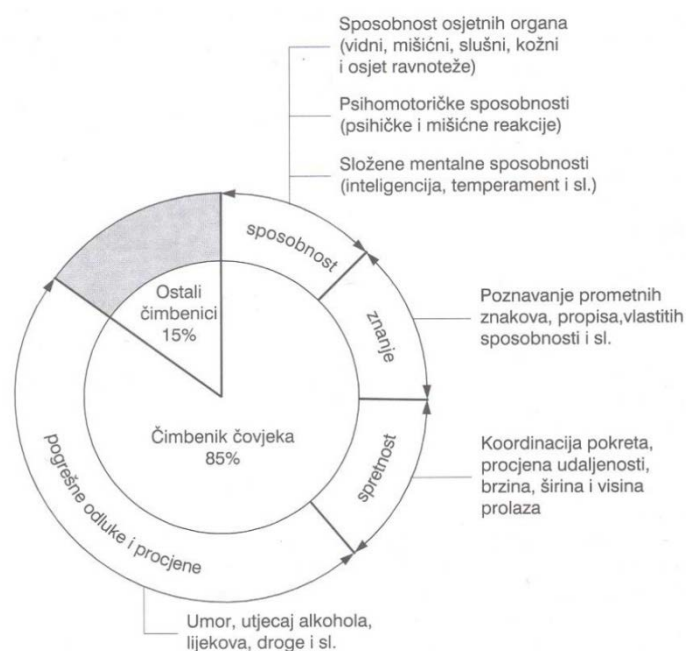 Sposobnost osjetnih organa
(vidni, mišićni, slušni, kožni
i osjet ravnoteže)
Psihomotoričke sposobnosti
(psihičke i mišićne reakcije)
Složene mentalne sposobnosti
(inteligencija, temperament i sl.)
sposobnost
Ostali
čimbenici
15%
znanje
Poznavanje prometnih
znakova, propisa,vlastitih
sposobnosti i sl.
Čimbenik čovjeka
85%
spretnost
Koordinacija pokreta,
procjena udaljenosti,
brzina, širina i visina
prolaza
pogrešne odluke i procjene
Umor, utjecaj alkohola,
lijekova, droge i sl.